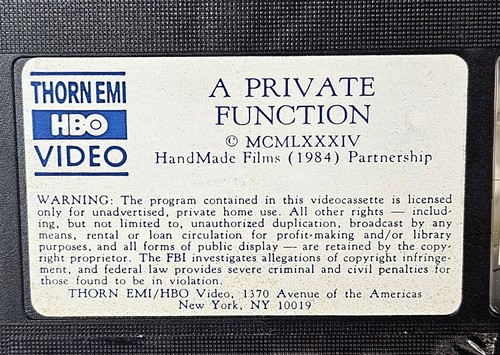 THORN EMI
HBO
VIDEO
A PRIVATE
FUNCTION
© MCMLXXXIV
HandMade Films (1984) Partnership
WARNING: The program contained in this videocassette is licensed
only for unadvertised, private home use. All other rights — includ-
ing, but not limited to, unauthorized duplication, broadcast by any
means, rental or loan circulation for profit-making and/or library
purposes, and all forms of public display — are retained by the copy-
right proprietor. The FBI investigates allegations of copyright infringe-
ment, and federal law provides severe criminal and civil penalties for
those found to be in violation.
THORN EMI/HBO Video, 1370 Avenue of the Americas
New York, NY 10019